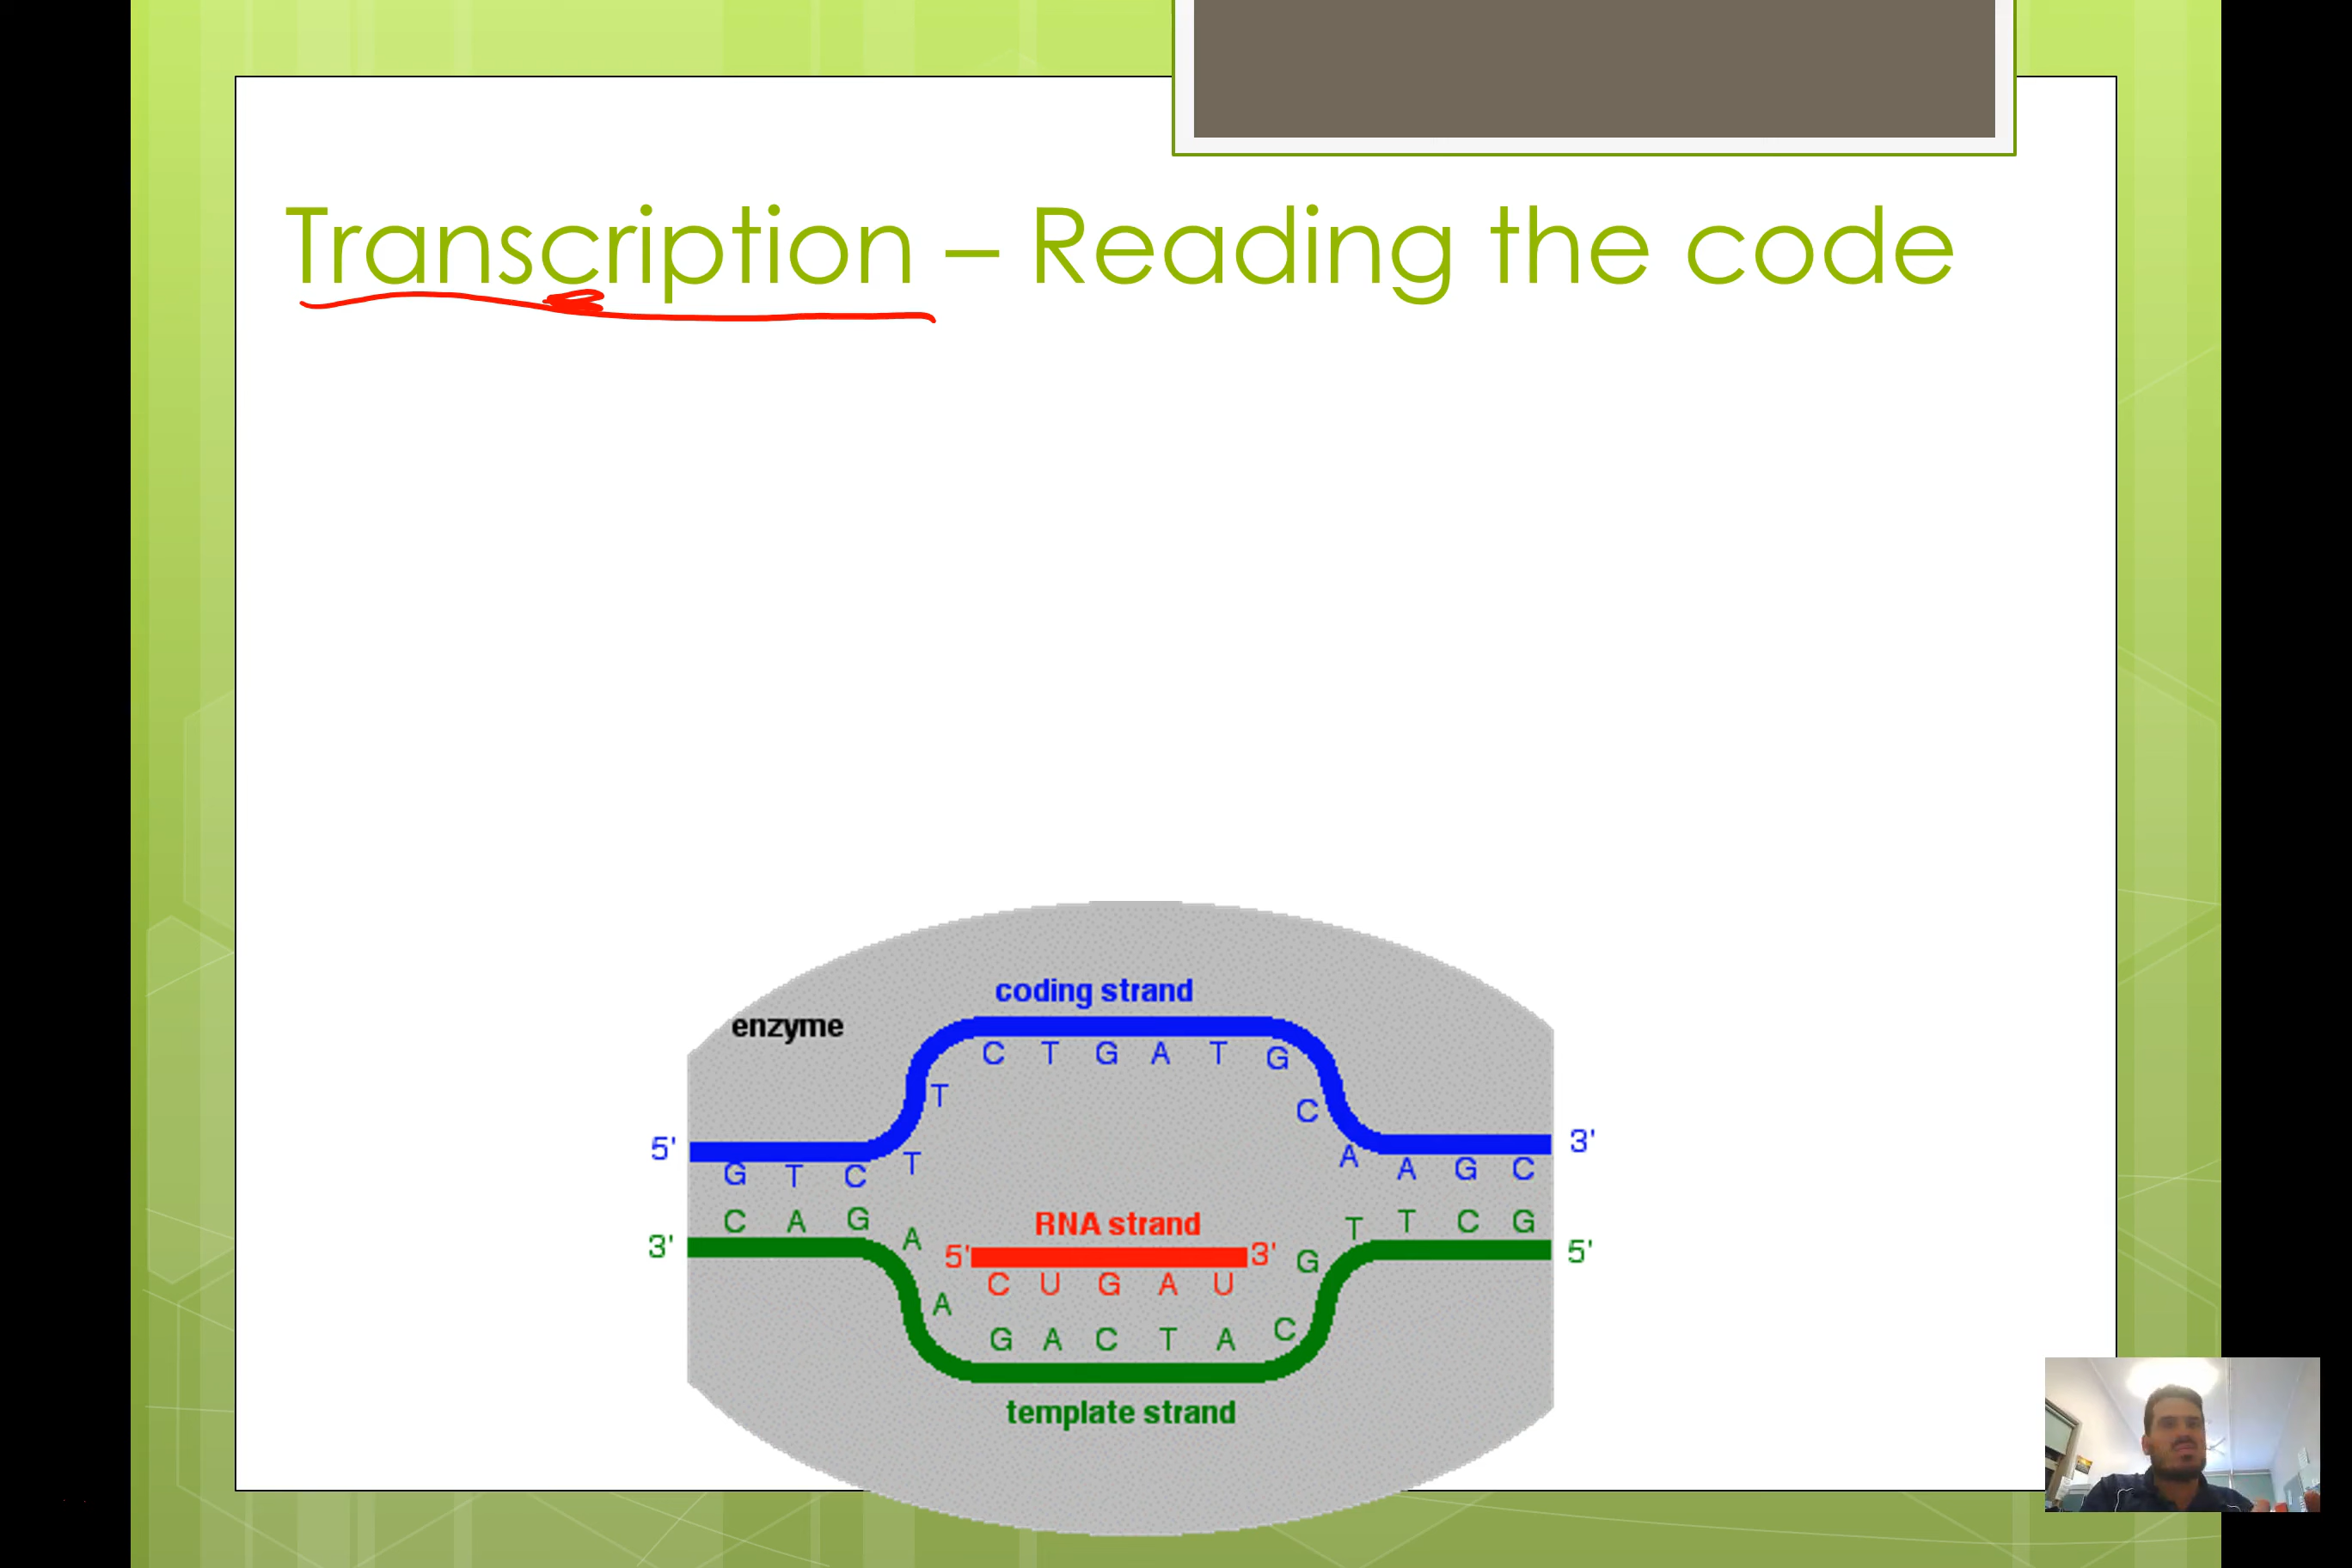 Transcription – Reading the code
coding strand
enzyme
C T G A T G
T C
5' 3'
G T C T A A G C
C A G A T T C G
RNA strand
3' 5' 3' G 5'
C U G A U
A
G A C T A C
template strand